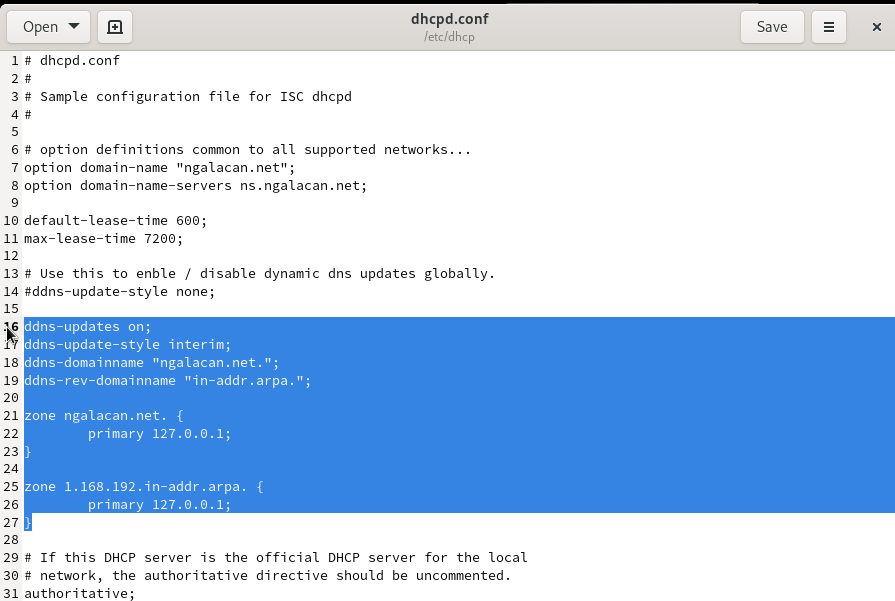 Open
dhcpd.conf
/etc/dhcp
Save
1 # dhcpd.conf
2 #
3 # Sample configuration file for ISC dhcpd
4 #
5
6 # option definitions common to all supported networks...
7 option domain-name "ngalacan.net";
8 option domain-name-servers ns.ngalacan.net;
9
10 default-lease-time 600;
11 max-lease-time 7200;
12
13 # Use this to enble / disable dynamic dns updates globally.
14 #ddns-update-style none;
15
16 ddns-updates on;
17 ddns-update-style interim;
18 ddns-domainname "ngalacan.net.";
19 ddns-rev-domainname "in-addr.arpa.";
20
21 zone ngalacan.net. {
22         primary 127.0.0.1;
23 }
24
25 zone 1.168.192.in-addr.arpa. {
26         primary 127.0.0.1;
27 }
28
29 # If this DHCP server is the official DHCP server for the local
30 # network, the authoritative directive should be uncommented.
31 authoritative;